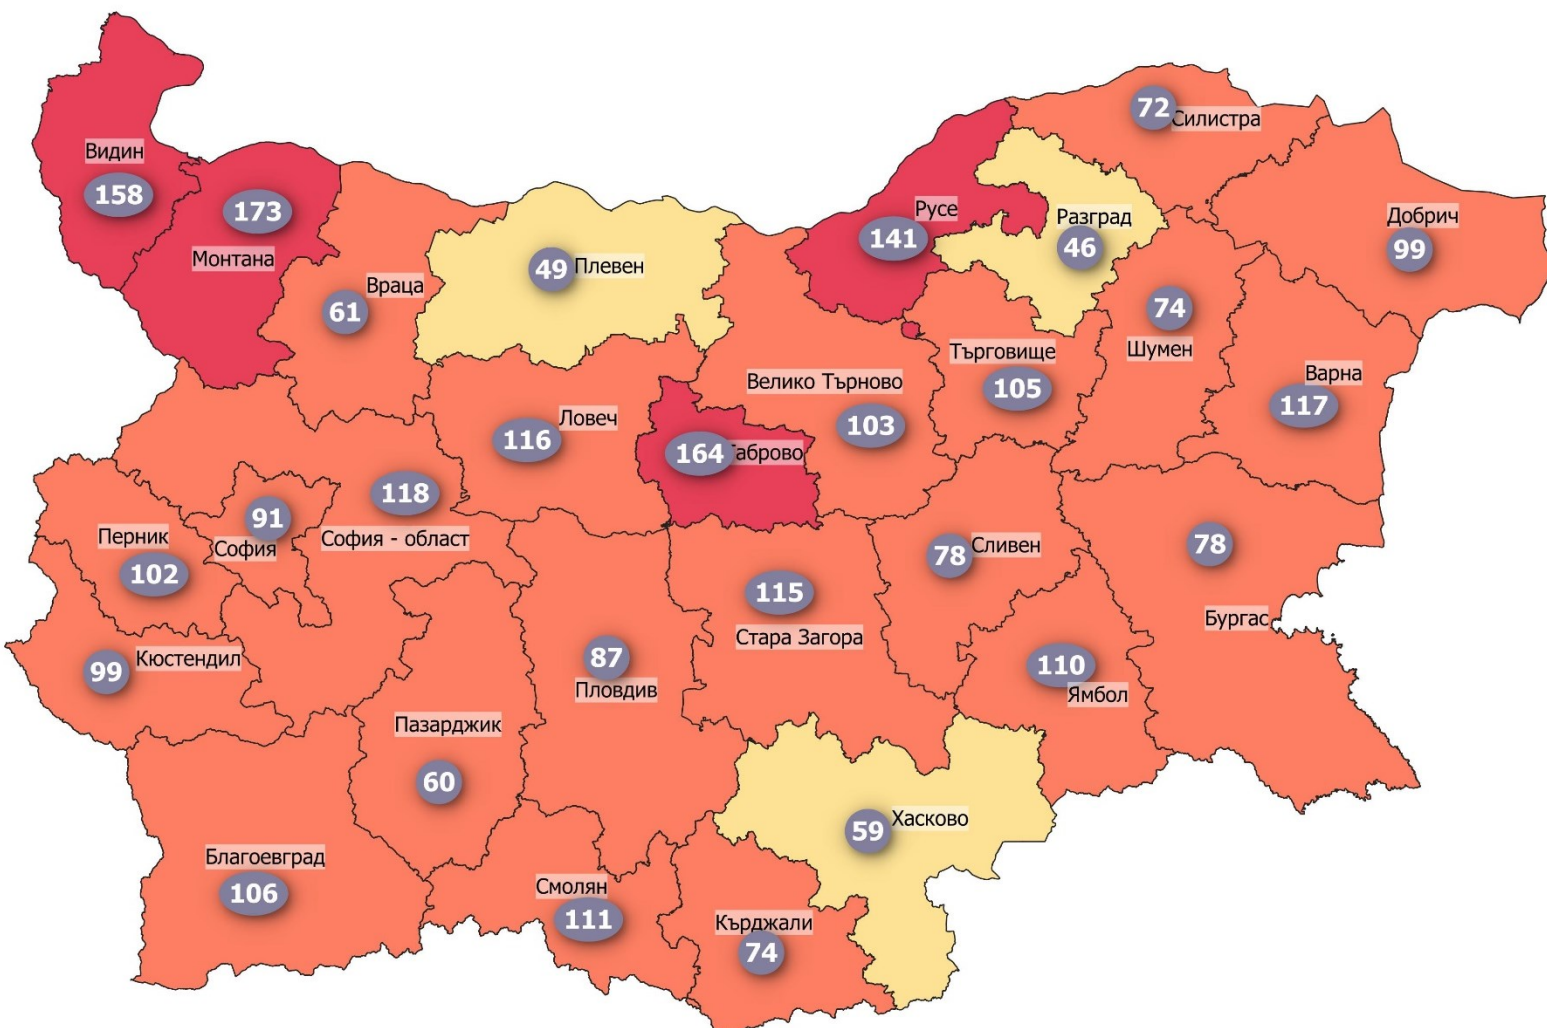 Видин
158
173
Монтана
Враца
61
49 Плевен
Русе
141
72
Силистра
Разград
46
Добрич
99
74
Шумен
Търговище
105
Варна
117
Велико Търново
103
Ловеч
116
164 Габрово
118
София - област
91
София
Перник
102
99 Кюстендил
87
Пловдив
115
Стара Загора
78 Сливен
78
Бургас
110
Ямбол
Пазарджик
60
59 Хасково
Благоевград
106
Смолян
111
Кърджали
74